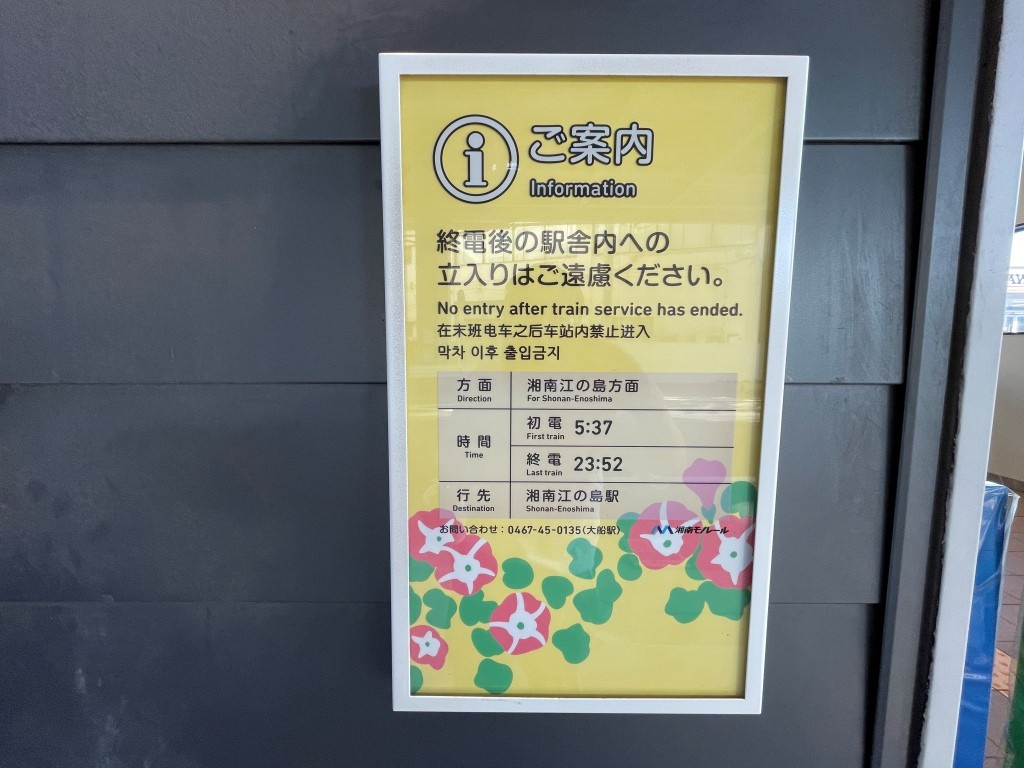 i ご案内
Information
終電後の駅舎内への
立入りはご遠慮ください。
No entry after train service has ended.
在末班电车之后车站内禁止进入
막차 이후 출입금지
方面 湘南江の島方面
Direction For Shonan-Enoshima
時間 初電 5:37
Time First train
終電 23:52
Last train
行先 湘南江の島駅
Destination Shonan-Enoshima
お問い合わせ：0467-45-0135（大船駅） 湘南モノレール